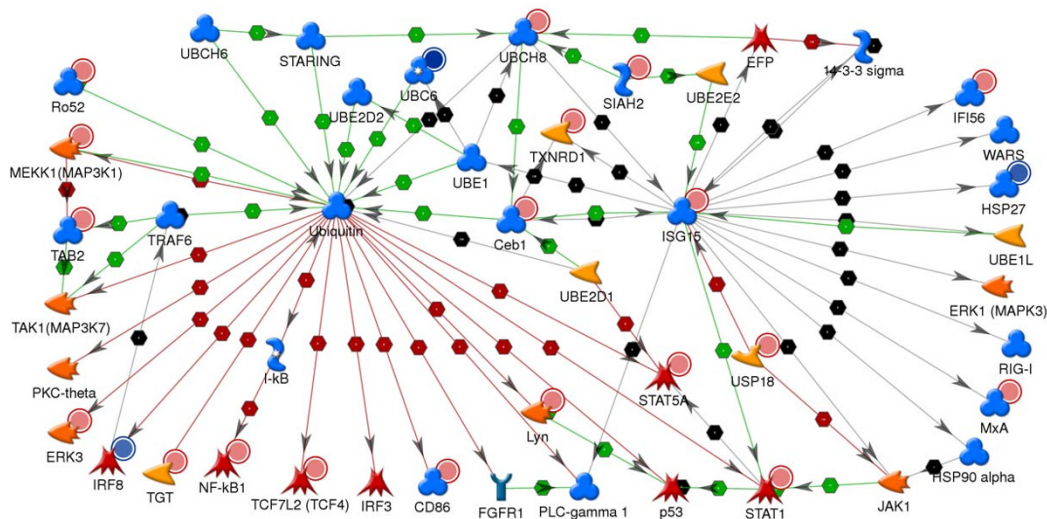 UBCH6
STARING
UBCH8
EFP
14-3-3 sigma
Ro52
UBE2D2
UBC6
SIAH2
UBE2E2
IFI56
MEKK1(MAP3K1)
UBE1
TXNRD1
WARS
HSP27
TAB2
TRAF6
Ubiquitin
Ceb1
ISG15
UBE1L
TAK1(MAP3K7)
UBE2D1
ERK1 (MAPK3)
PKC-theta
I-kB
STAT5A
USP18
RIG-I
ERK3
Lyn
MxA
IRF8
TGT
NF-kB1
TCF7L2 (TCF4)
IRF3
CD86
FGFR1
PLC-gamma 1
p53
STAT1
JAK1
HSP90 alpha